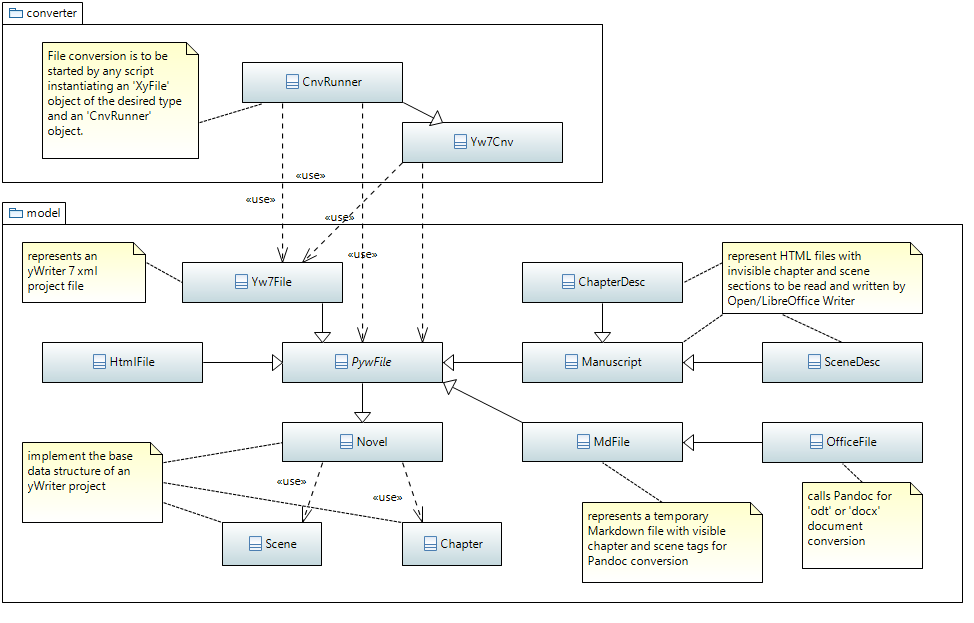 converter
File conversion is to be
started by any script
instantiating an 'XyFile'
object of the desired type
and an 'CnvRunner'
object.
CnvRunner
Yw7Cnv
«use»
«use»
«use»
«use»
model
represents an
yWriter 7 xml
project file
Yw7File
ChapterDesc
represent HTML files with
invisible chapter and scene
sections to be read and written by
Open/LibreOffice Writer
HtmlFile
PywFile
Manuscript
SceneDesc
implement the base
data structure of an
yWriter project
Novel
MdFile
OfficeFile
«use»
«use»
Scene
Chapter
represents a temporary
Markdown file with visible
chapter and scene tags for
Pandoc conversion
calls Pandoc for
'odt' or 'docx'
document
conversion